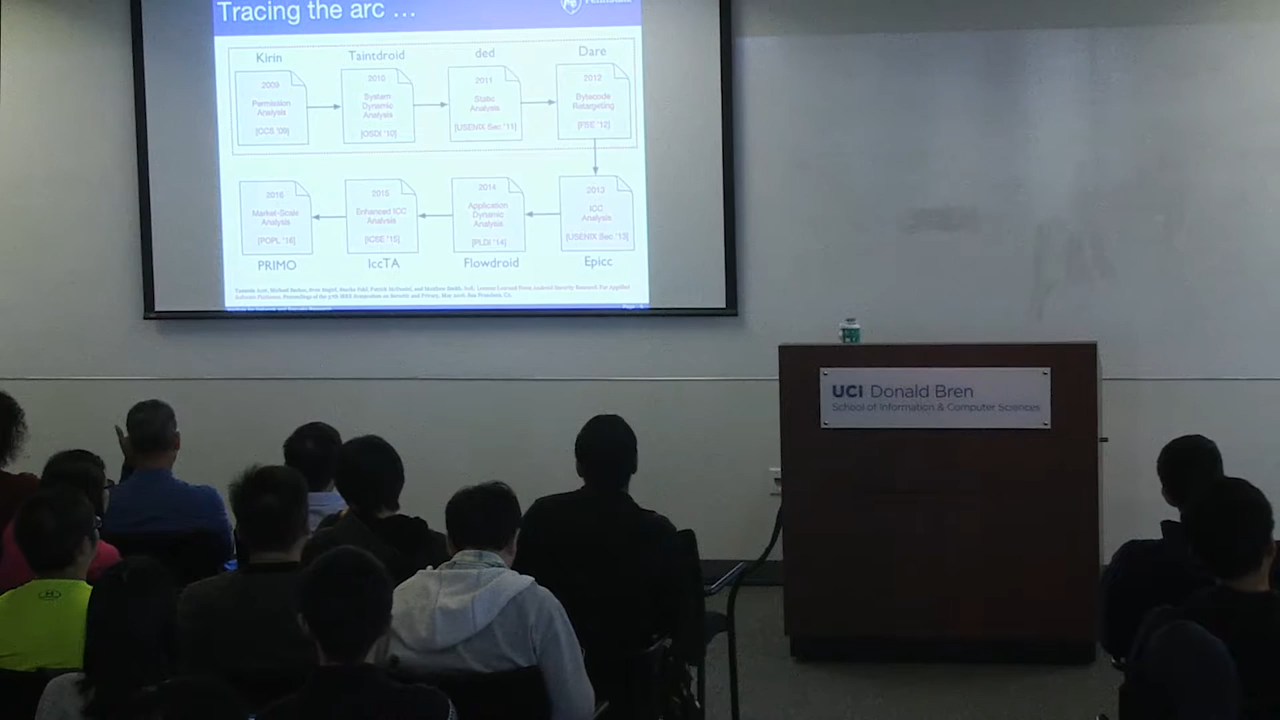 Tracing the arc ...
Kirin
Taintdroid
ded
Dare
2009
Permission
Analysis
[CCS '09]
2010
System
Dynamic
Analysis
[OSDI '10]
2011
Static
Analysis
[USENIX Sec '11]
2012
Bytecode
Retargeting
[FSE '12]
2016
Market-Scale
Analysis
[POPL '16]
2015
Enhanced ICC
Analysis
[ICSE '15]
2014
Application
Dynamic
Analysis
[PLDI '14]
2013
ICC
Analysis
[USENIX Sec '13]
PRIMO
IccTA
Flowdroid
Epicc
Page
UCI Donald Bren
School of Information & Computer Sciences